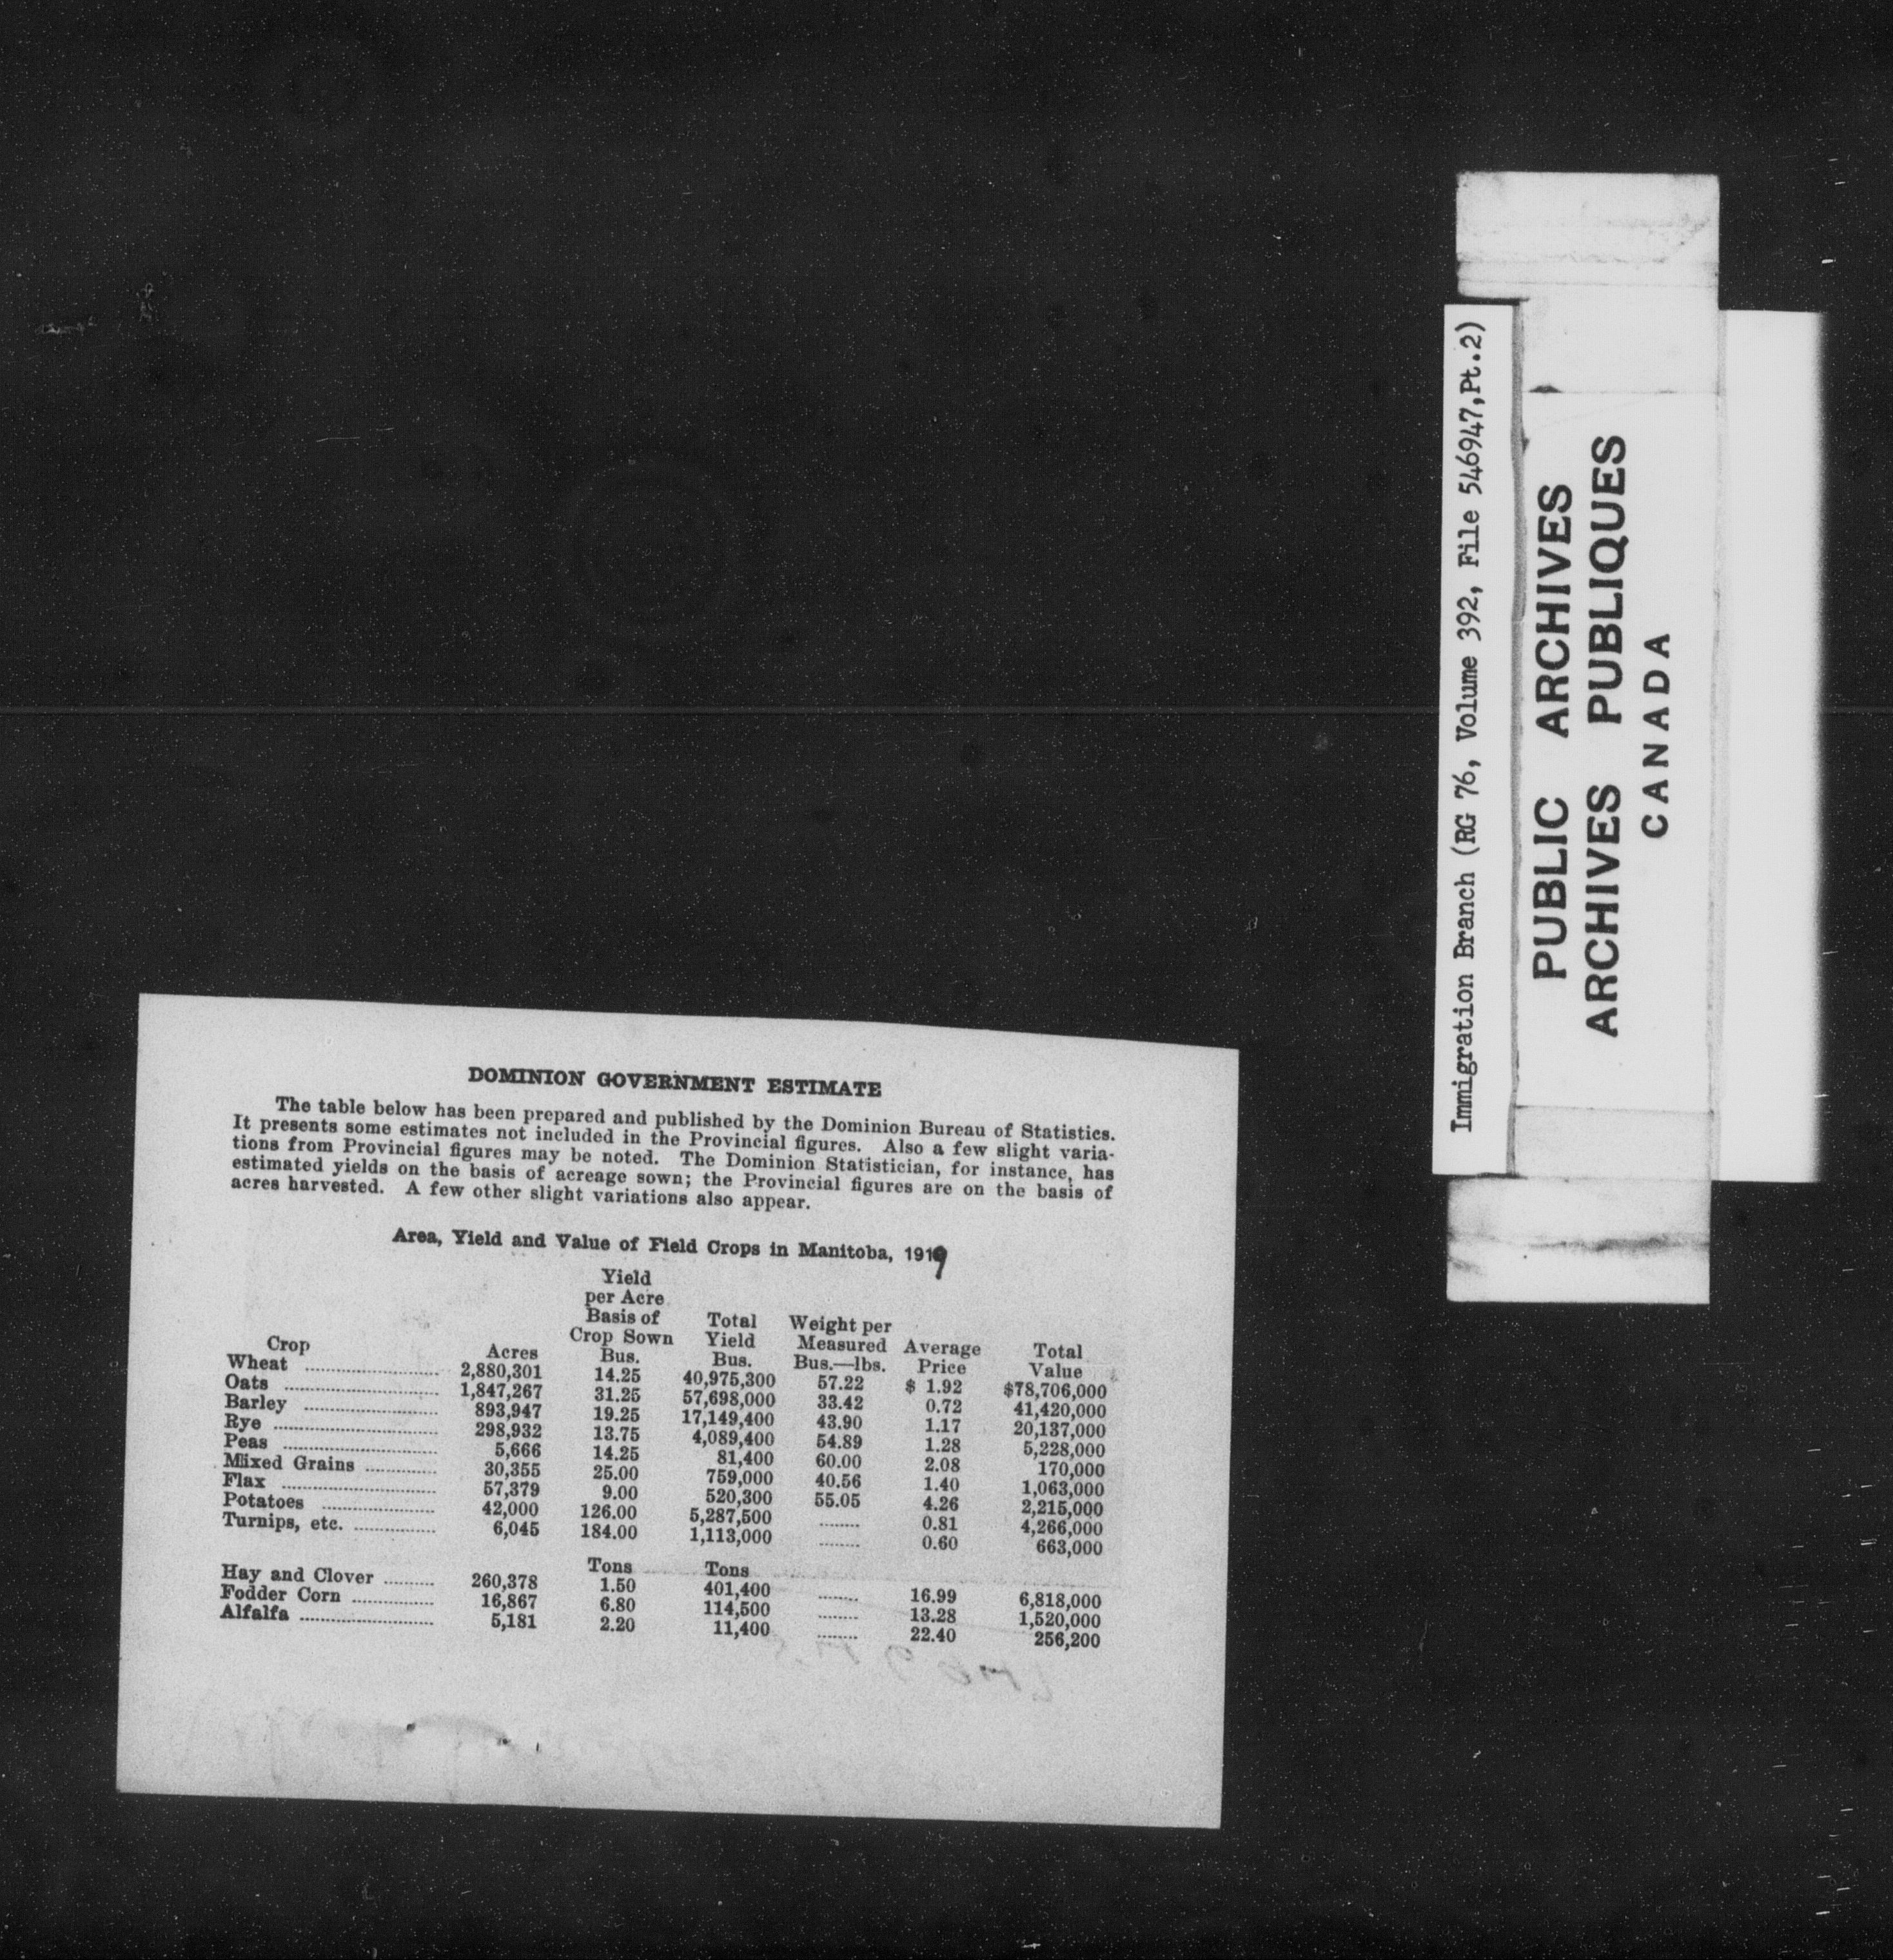 DOMINION GOVERNMENT ESTIMATE
The table below has been prepared and published by the Dominion Bureau of Statistics.
It presents some estimates not included in the Provincial figures. Also a few slight varia-
tions from Provincial figures may be noted. The Dominion Statistician, for instance, has
estimated yields on the basis of acreage sown; the Provincial figures are on the basis of
acres harvested. A few other slight variations also appear.
Area, Yield and Value of Field Crops in Manitoba, 1919
Yield
per Acre
Basis of Total Weight per
Crop Sown Yield Measured Average Total
Crop Acres Bus. Bus. Bus.—lbs. Price Value
Wheat ........ 2,880,301 14.25 40,975,300 57.22 $ 1.92 $78,706,000
Oats ........ 1,847,267 31.25 57,698,000 33.42 0.72 41,420,000
Barley ........ 893,947 19.25 17,149,400 43.90 1.17 20,137,000
Rye ........ 298,932 13.75 4,089,400 54.89 1.28 5,228,000
Peas ........ 5,666 14.25 81,400 60.00 2.08 170,000
Mixed Grains ........ 30,355 25.00 759,000 40.56 1.40 1,063,000
Flax ........ 57,379 9.00 520,300 55.05 4.26 2,215,000
Potatoes ........ 42,000 126.00 5,287,500 ........ 0.81 4,266,000
Turnips, etc. ........ 6,045 184.00 1,113,000 ........ 0.60 663,000
Tons Tons
Hay and Clover ........ 260,378 1.50 401,400 ........ 16.99 6,818,000
Fodder Corn ........ 16,867 6.80 114,500 ........ 13.28 1,520,000
Alfalfa ........ 5,181 2.20 11,400 ........ 22.40 256,200
Immigration Branch (RG 76, Volume 392, File 546947,Pt.2)
PUBLIC ARCHIVES
ARCHIVES PUBLIQUES
CANADA